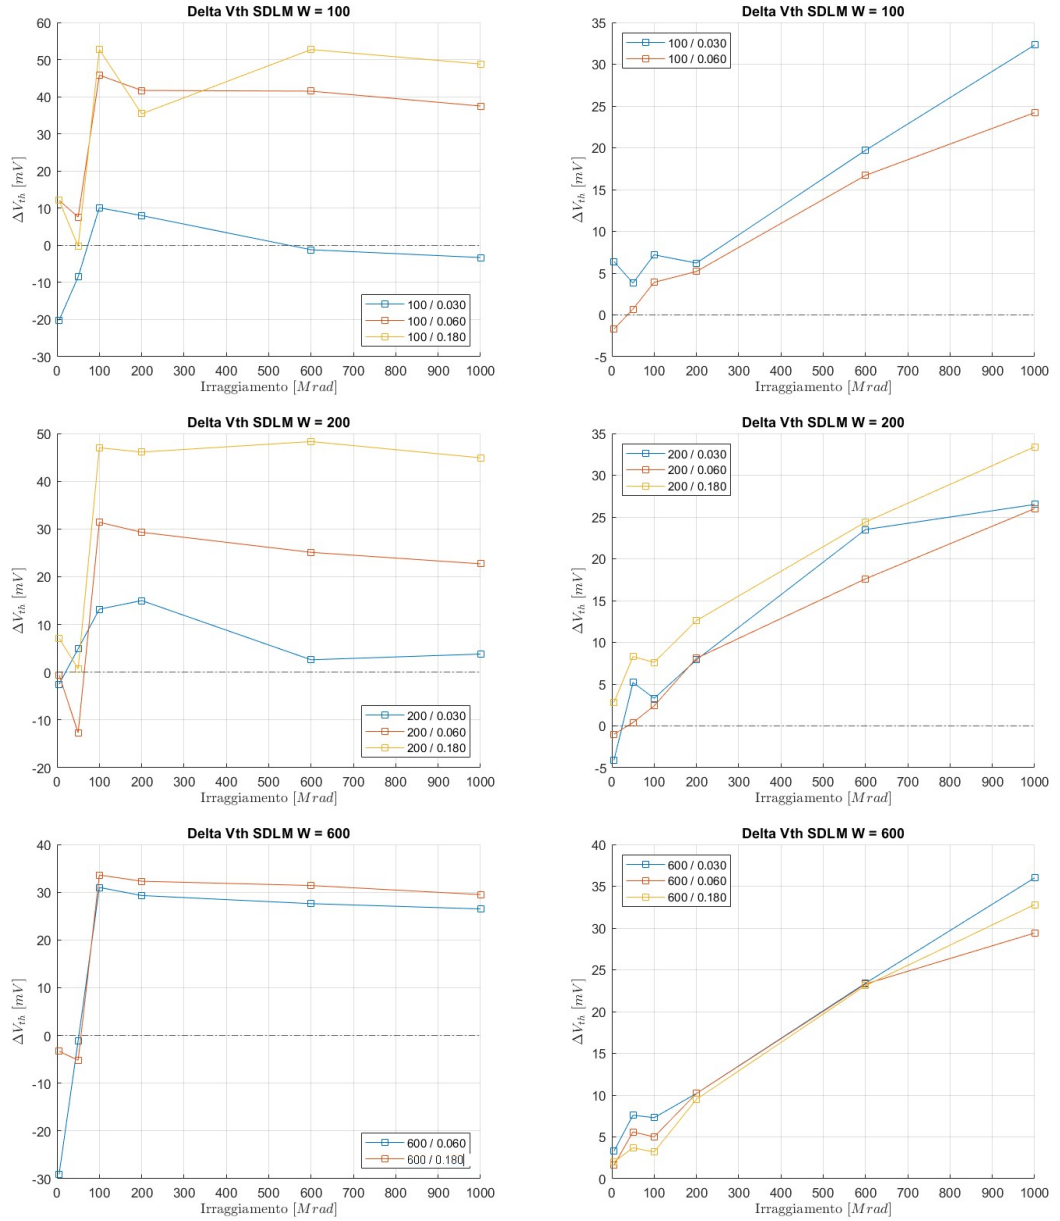 Delta Vth SDLM W = 100
60
50
40
30
20
10
0
-10
-20
-30
ΔV_th [mV]
100 / 0.030
100 / 0.060
100 / 0.180
0 100 200 300 400 500 600 700 800 900 1000
Irraggiamento [Mrad]
Delta Vth SDLM W = 100
35
30
25
20
15
10
5
0
-5
ΔV_th [mV]
100 / 0.030
100 / 0.060
0 100 200 300 400 500 600 700 800 900 1000
Irraggiamento [Mrad]
Delta Vth SDLM W = 200
50
40
30
20
10
0
-10
-20
ΔV_th [mV]
200 / 0.030
200 / 0.060
200 / 0.180
0 100 200 300 400 500 600 700 800 900 1000
Irraggiamento [Mrad]
Delta Vth SDLM W = 200
35
30
25
20
15
10
5
0
-5
ΔV_th [mV]
200 / 0.030
200 / 0.060
200 / 0.180
0 100 200 300 400 500 600 700 800 900 1000
Irraggiamento [Mrad]
Delta Vth SDLM W = 600
40
30
20
10
0
-10
-20
-30
ΔV_th [mV]
600 / 0.060
600 / 0.180
0 100 200 300 400 500 600 700 800 900 1000
Irraggiamento [Mrad]
Delta Vth SDLM W = 600
40
35
30
25
20
15
10
5
0
ΔV_th [mV]
600 / 0.030
600 / 0.060
600 / 0.180
0 100 200 300 400 500 600 700 800 900 1000
Irraggiamento [Mrad]